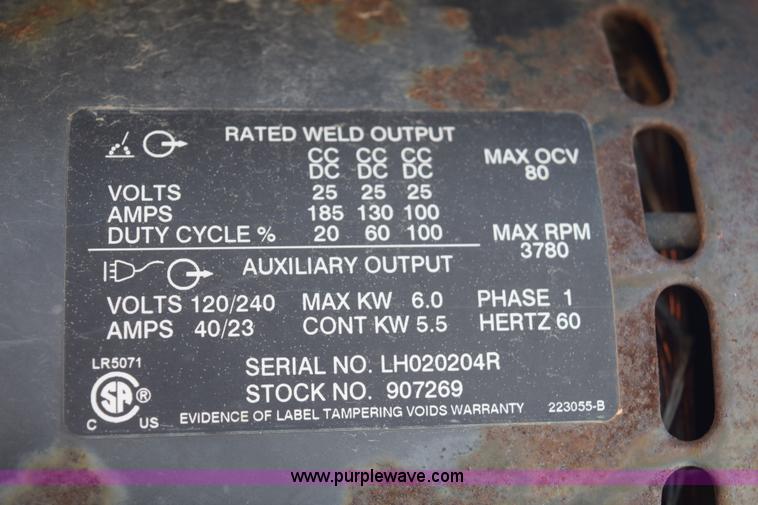 RATED WELD OUTPUT
CC CC CC
DC DC DC
MAX OCV
80
VOLTS 25 25 25
AMPS 185 130 100
DUTY CYCLE % 20 60 100
MAX RPM
3780
AUXILIARY OUTPUT
VOLTS 120/240 MAX KW 6.0 PHASE 1
AMPS 40/23 CONT KW 5.5 HERTZ 60
LR5071
SERIAL NO. LH020204R
STOCK NO. 907269
SA ®
C US
EVIDENCE OF LABEL TAMPERING VOIDS WARRANTY 223055-B
www.purplewave.com